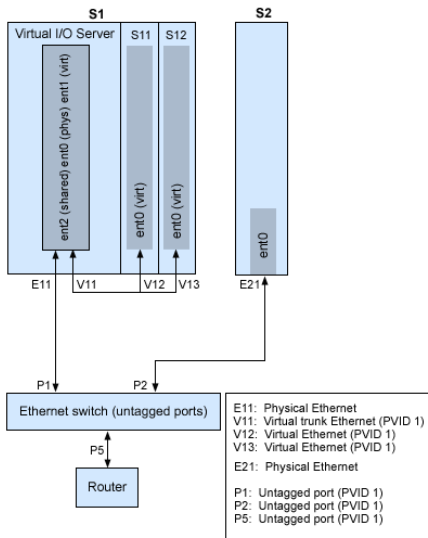 S1
S2
Virtual I/O Server
S11
S12
ent2 (shared) ent0 (phys) ent1 (virt)
ent0 (virt)
ent0 (virt)
ent0
E11
V11
V12
V13
E21
P1
P2
Ethernet switch (untagged ports)
P5
Router
E11: Physical Ethernet
V11: Virtual trunk Ethernet (PVID 1)
V12: Virtual Ethernet (PVID 1)
V13: Virtual Ethernet (PVID 1)
E21: Physical Ethernet
P1: Untagged port (PVID 1)
P2: Untagged port (PVID 1)
P5: Untagged port (PVID 1)